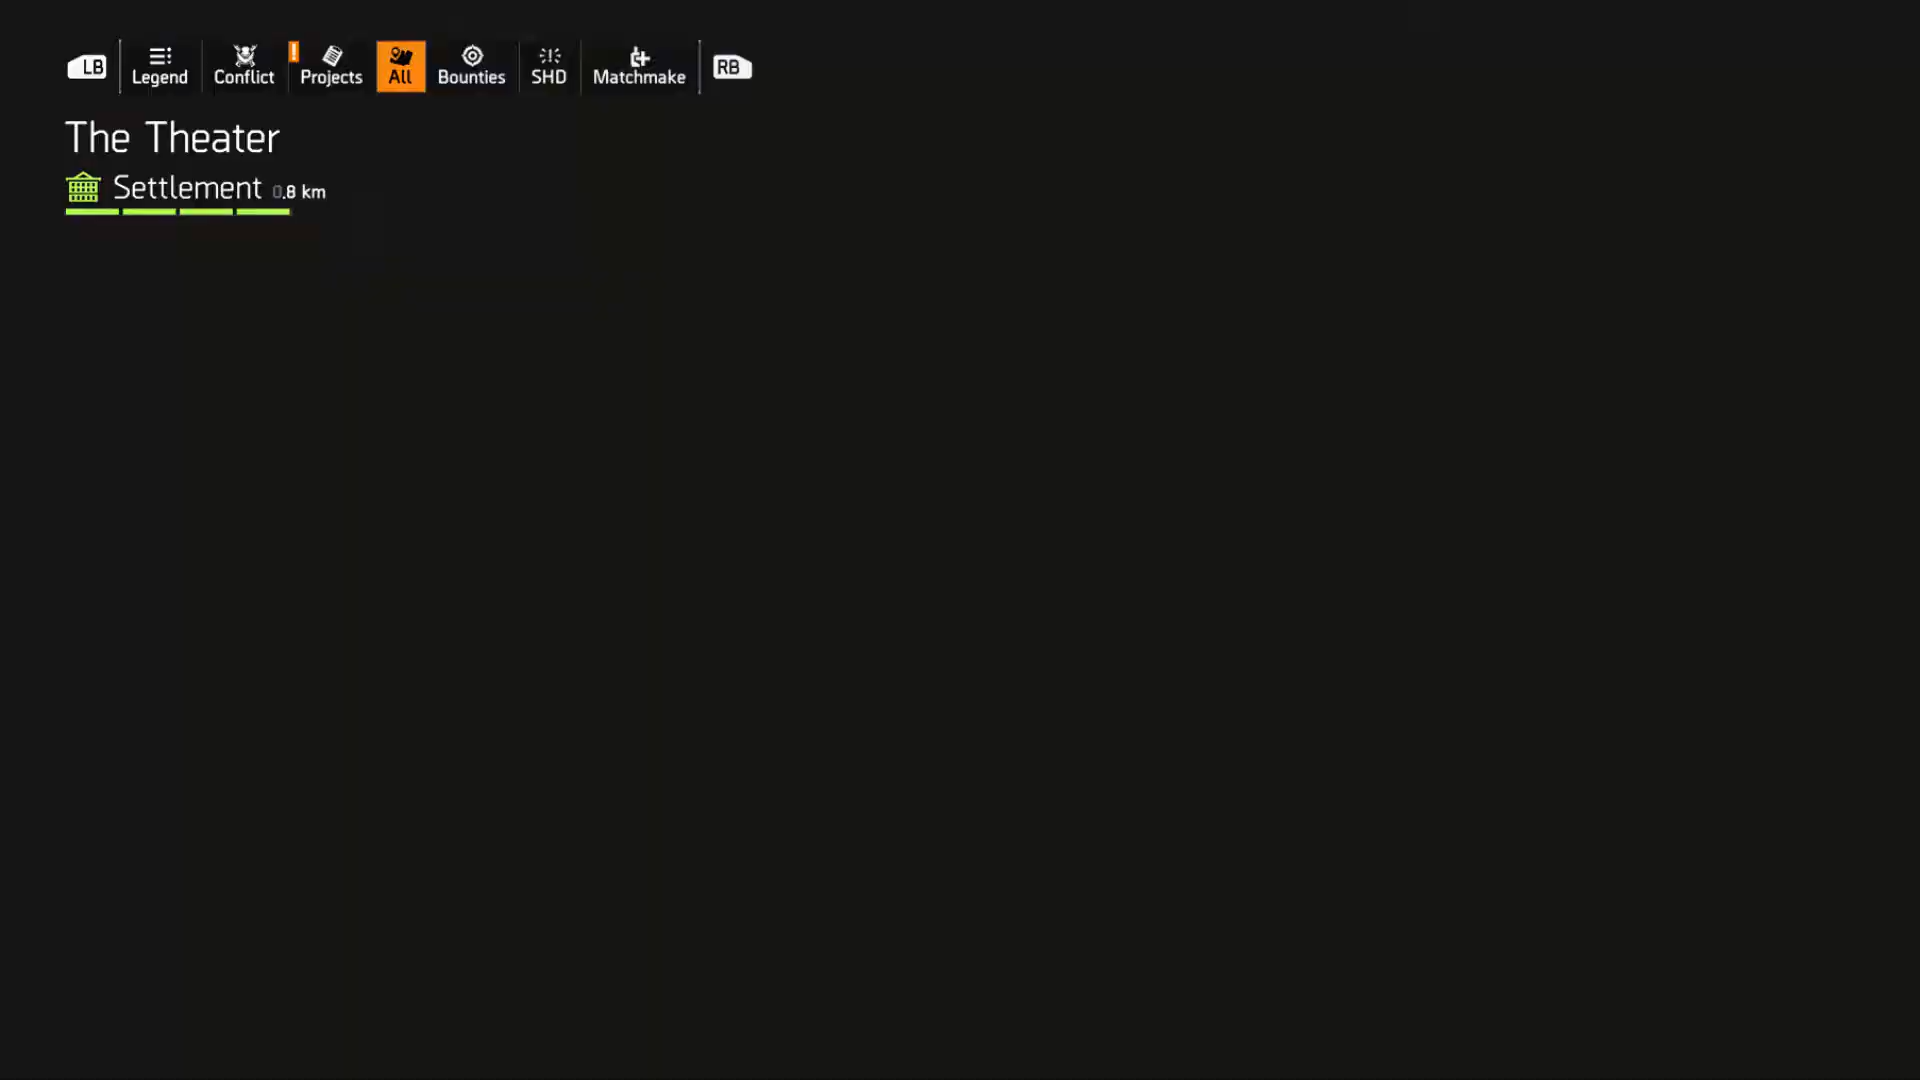 LB Legend Conflict ! Projects All Bounties SHD Matchmake RB
The Theater
Settlement 0.8 km